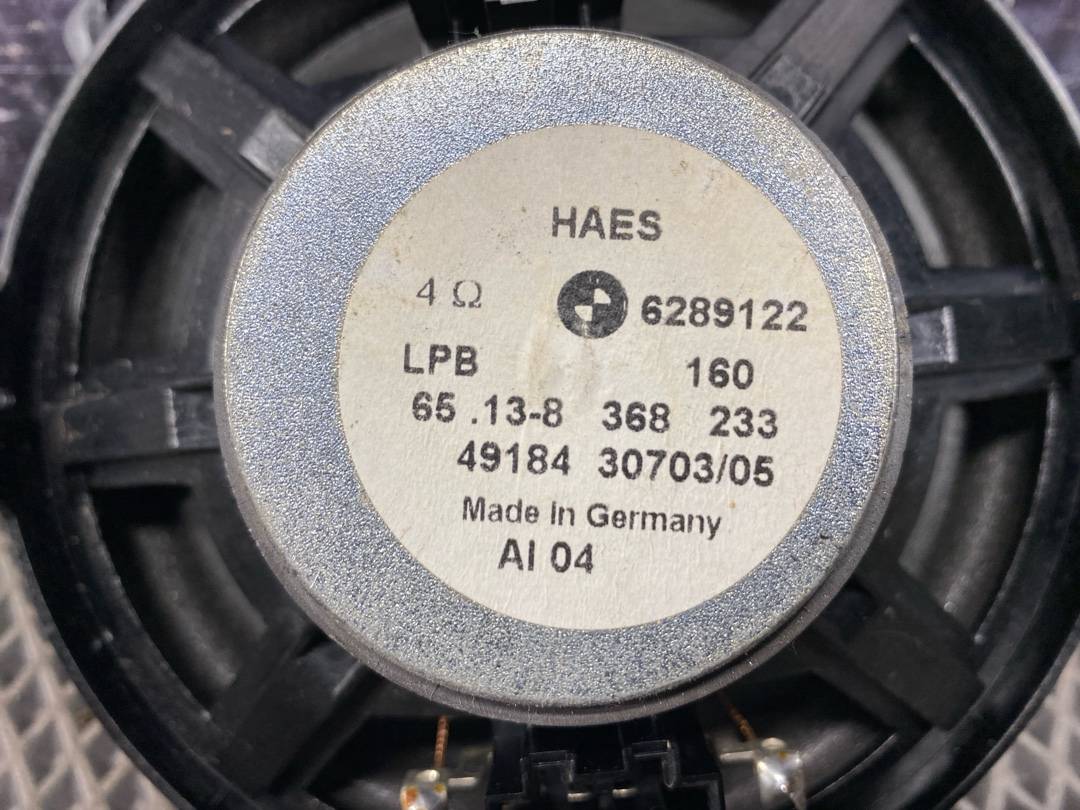 HAES
4 Ω 6289122
LPB 160
65 .13-8 368 233
49184 30703/05
Made in Germany
AI 04